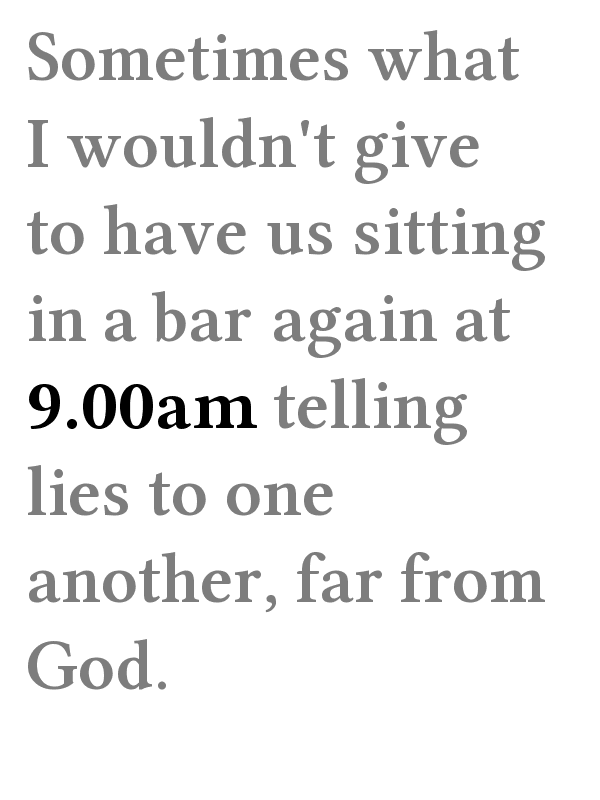 Sometimes what
I wouldn't give
to have us sitting
in a bar again at
9.00am telling
lies to one
another, far from
God.